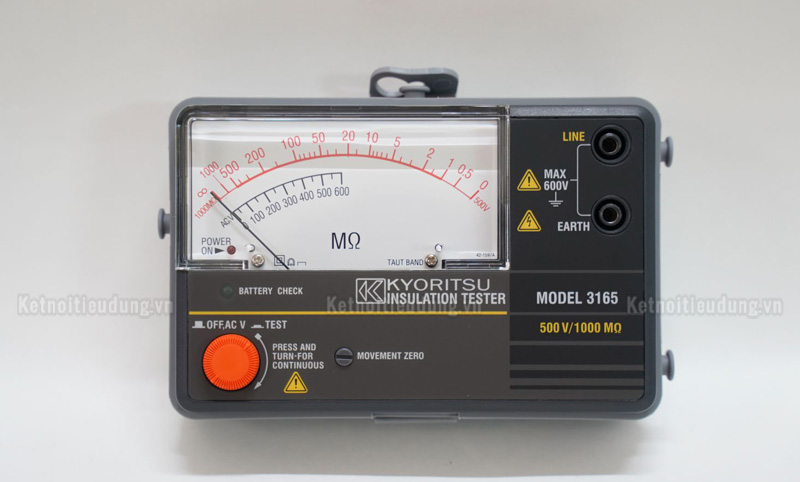 1000 500 200 100 50 20 10 5 2 1 0.5 0
∞
1000MΩ 500V
ACV 0 100 200 300 400 500 600
MΩ
POWER
ON
TAUT BAND
LINE
MAX
600V
EARTH
BATTERY CHECK
KYORITSU
INSULATION TESTER
MODEL 3165
500V/1000 MΩ
Ketnoitieudung.vn
Ketnoitieudung.vn
Ketnoitieudung.vn
OFF,AC V TEST
PRESS AND
TURN-FOR
CONTINUOUS
MOVEMENT ZERO